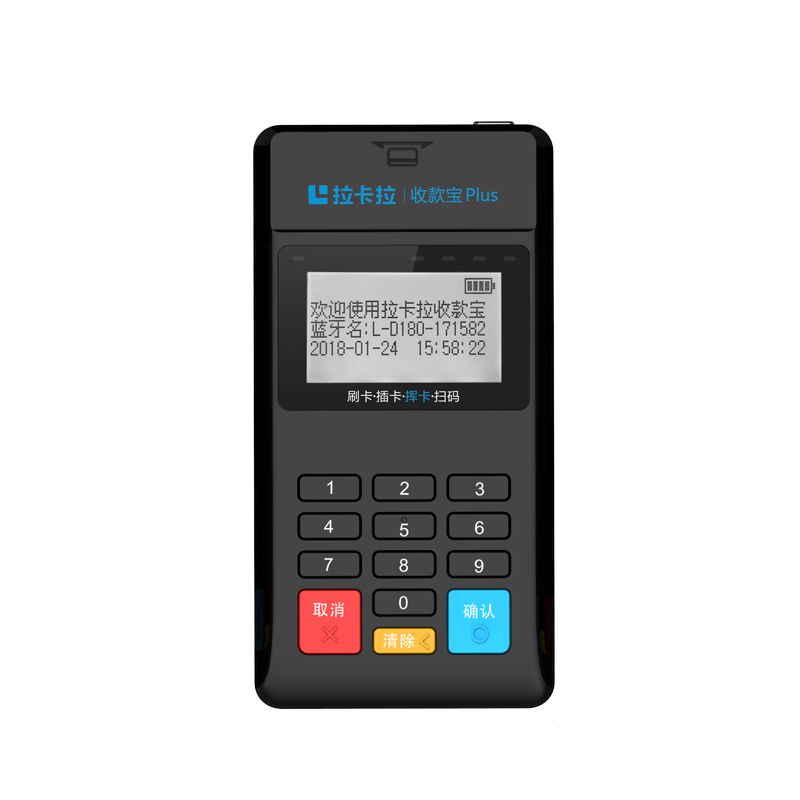 拉卡拉 | 收款宝Plus
欢迎使用拉卡拉收款宝
蓝牙名:L-D180-171582
2018-01-24 15:58:22
刷卡·插卡·挥卡·扫码
1 2 3
4 5 6
7 8 9
取消 0 确认
清除